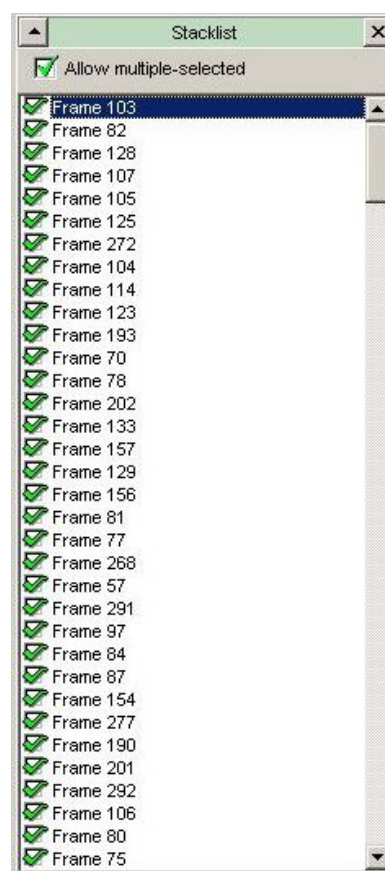 Stacklist
Allow multiple-selected
Frame 103
Frame 82
Frame 128
Frame 107
Frame 105
Frame 125
Frame 272
Frame 104
Frame 114
Frame 123
Frame 193
Frame 70
Frame 78
Frame 202
Frame 133
Frame 157
Frame 129
Frame 156
Frame 81
Frame 77
Frame 268
Frame 57
Frame 291
Frame 97
Frame 84
Frame 87
Frame 154
Frame 277
Frame 190
Frame 201
Frame 292
Frame 106
Frame 80
Frame 75